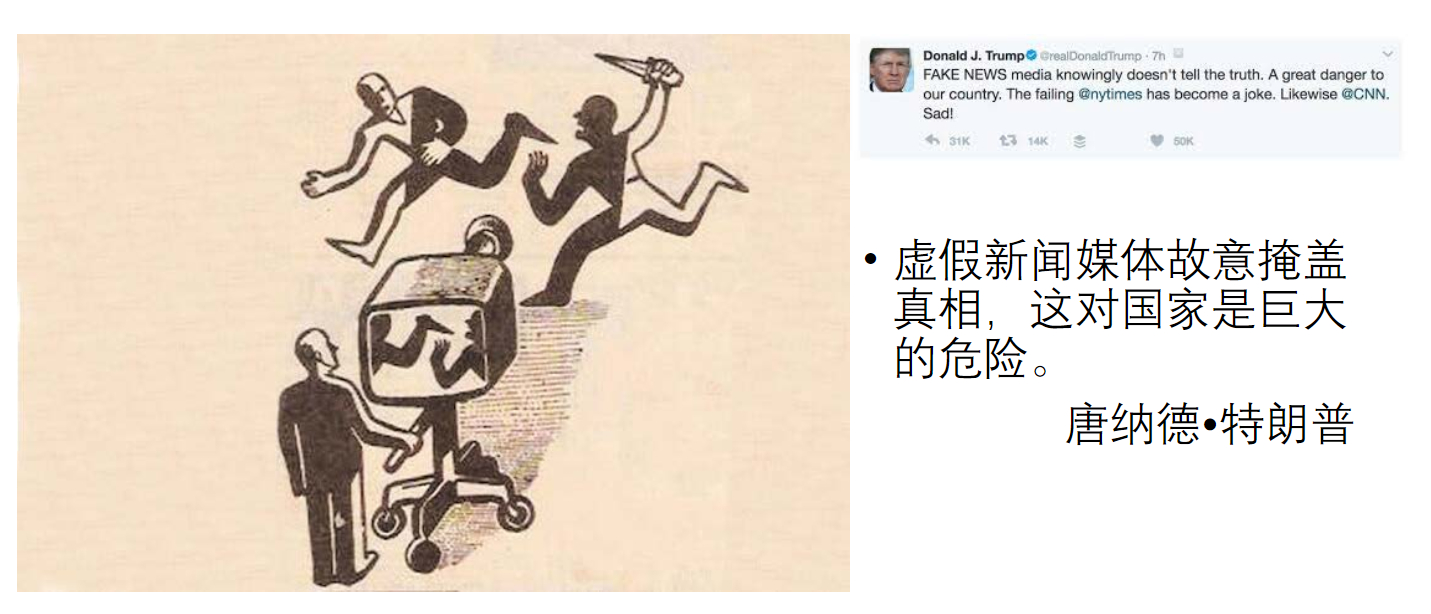 Donald J. Trump @realDonaldTrump · 7h
FAKE NEWS media knowingly doesn't tell the truth. A great danger to
our country. The failing @nytimes has become a joke. Likewise @CNN.
Sad!
31K 14K 50K
• 虚假新闻媒体故意掩盖
真相，这对国家是巨大
的危险。
唐纳德•特朗普